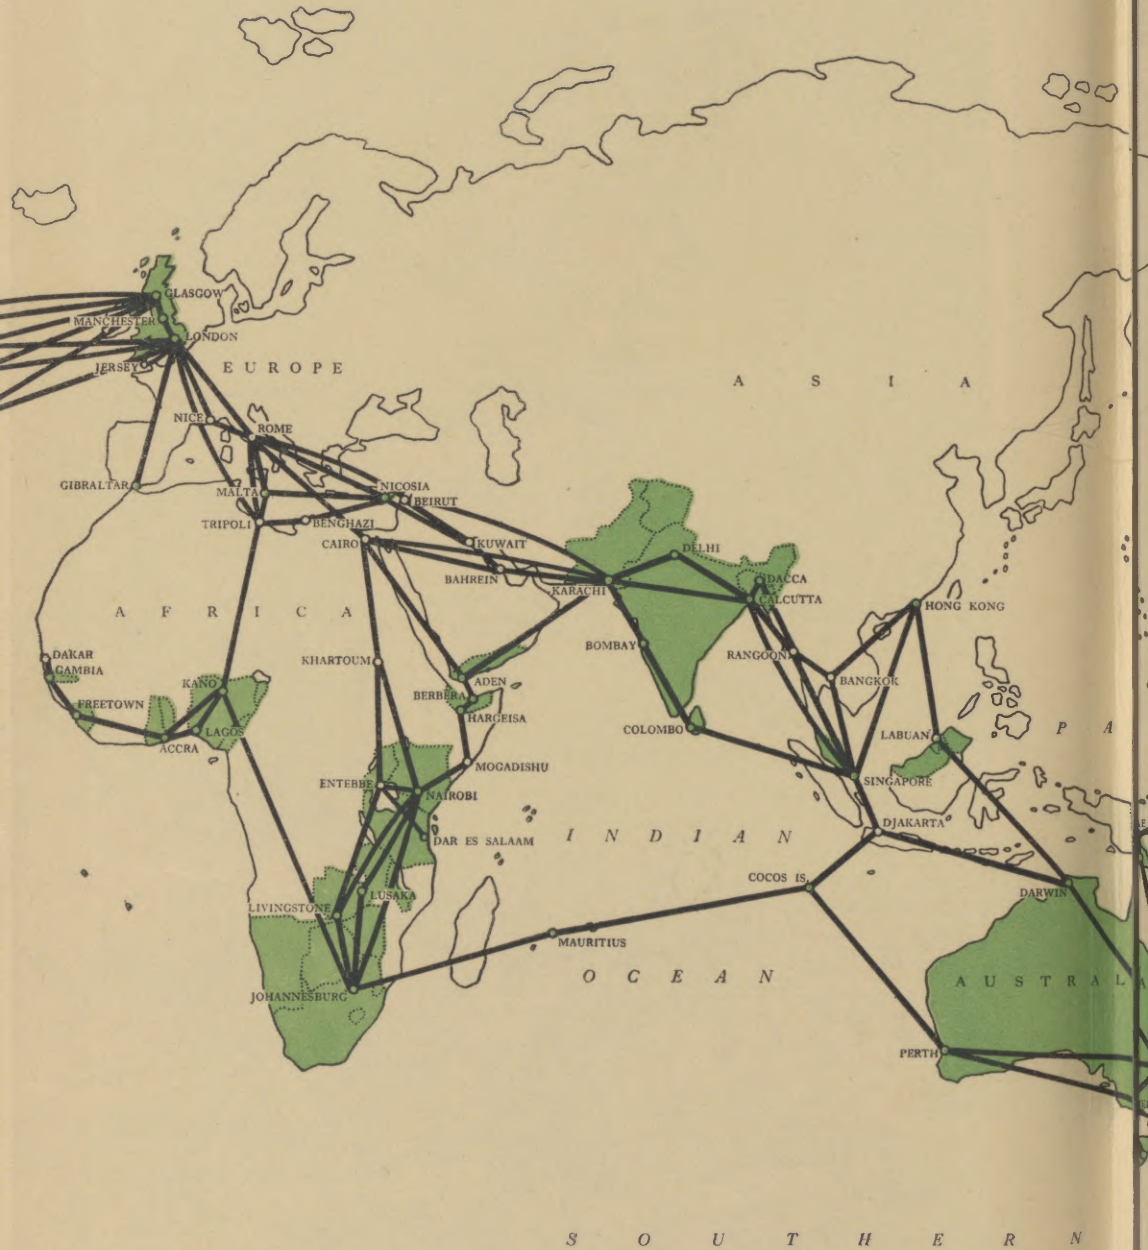 GLASGOW
MANCHESTER
LONDON
JERSEY
EUROPE
ASIA
NICE
ROME
GIBRALTAR
MALTA
NICOSIA
BEIRUT
TRIPOLI
BENGHAZI
CAIRO
KUWAIT
BAHREIN
KARACHI
DELHI
DACCA
CALCUTTA
HONG KONG
AFRICA
BOMBAY
RANGOON
DAKAR
GAMBIA
KHARTOUM
KANO
ADEN
BERBERA
BANGKOK
FREETOWN
HARGEISA
LAGOS
ACCRA
COLOMBO
LABUAN
PA
MOGADISHU
ENTEBBE
NAIROBI
SINGAPORE
DJAKARTA
DAR ES SALAAM
INDIAN
COCOS IS.
LUSAKA
LIVINGSTONE
DARWIN
MAURITIUS
OCEAN
AUSTRALA
JOHANNESBURG
PERTH
SOUTHERN